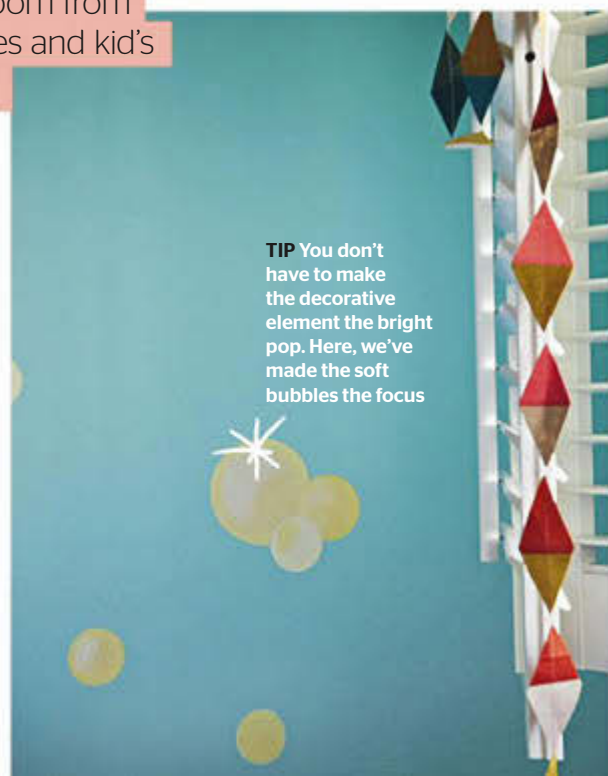 es and kid's
TIP You don't
have to make
the decorative
element the bright
pop. Here, we've
made the soft
bubbles the focus